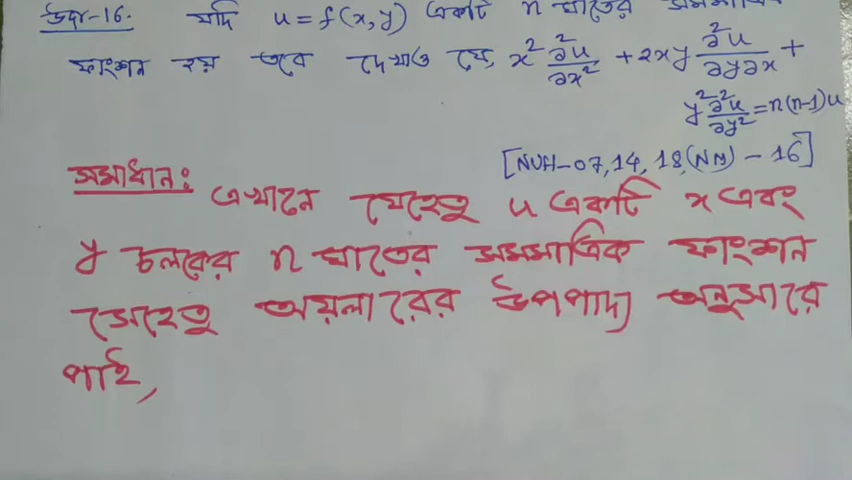 উদা-16. যদি u = f(x, y) একটি n ঘাতের সমমাত্রিক
ফাংশন হয় তবে দেখাও যে, x² ∂²u/∂x² + 2xy ∂²u/∂y∂x +
y² ∂²u/∂y² = n(n-1)u
[NUH-07, 14, 18, (NM) - 16]
সমাধানঃ এখানে যেহেতু u একটি x এবং
y চলকের n ঘাতের সমমাত্রিক ফাংশন
সেহেতু অয়লারের উপপাদ্য অনুসারে
পাই,